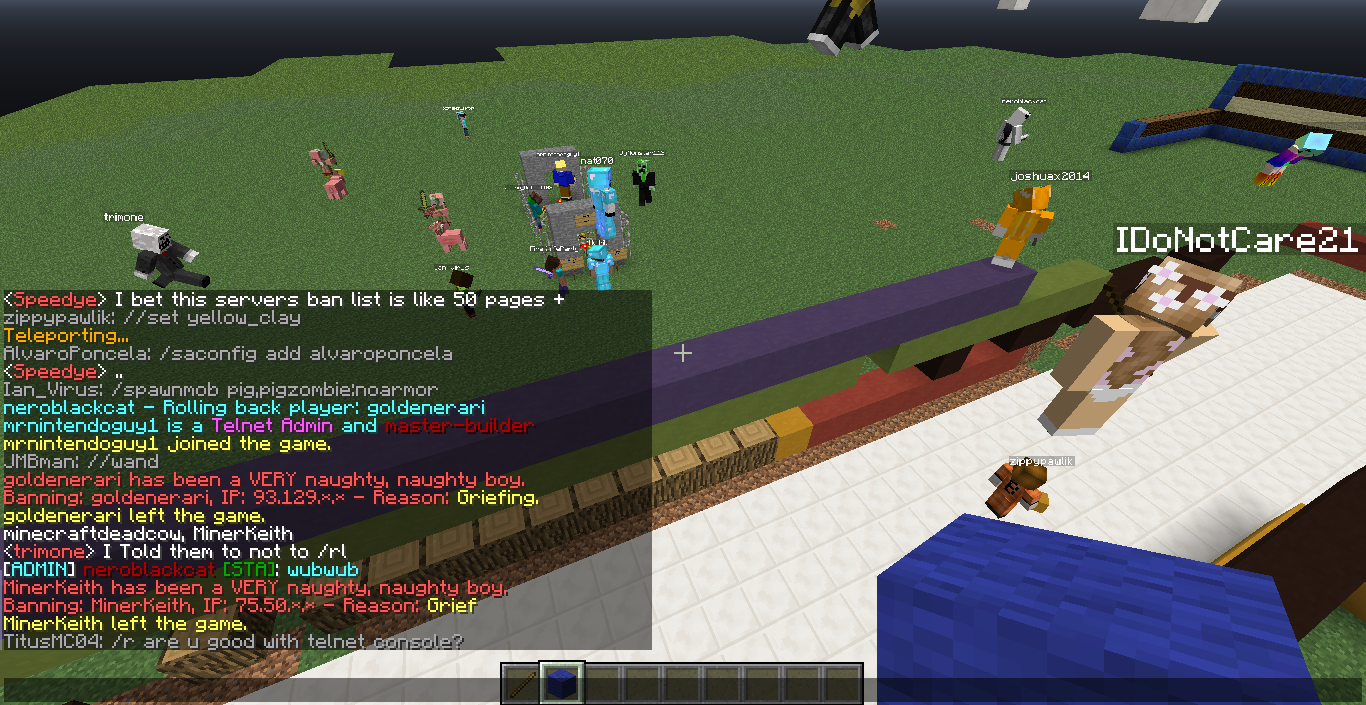 neroblackcat
nat070
joshuax2014
trimone
IDoNotCare21
Ian_Virus
<Speedye> I bet this servers ban list is like 50 pages +
zippypawlik: //set yellow_clay
Teleporting...
AlvaroPoncela: /saconfig add alvaroponcela
<Speedye> ..
Ian_Virus: /spawnmob pig,pigzombie:noarmor
neroblackcat - Rolling back player: goldenerari
mrnintendoguy1 is a Telnet Admin and master-builder
mrnintendoguy1 joined the game.
JMBman: //wand
zippypawlik
goldenerari has been a VERY naughty, naughty boy.
Banning: goldenerari, IP: 93.129.*.* - Reason: Griefing.
goldenerari left the game.
minecraftdeadcow, MinerKeith
<trimone> I Told them to not to /rl
[ADMIN] neroblackcat [STA]: wubwub
MinerKeith has been a VERY naughty, naughty boy.
Banning: MinerKeith, IP: 75.50.*.* - Reason: Grief
MinerKeith left the game.
TitusMC04: /r are u good with telnet console?